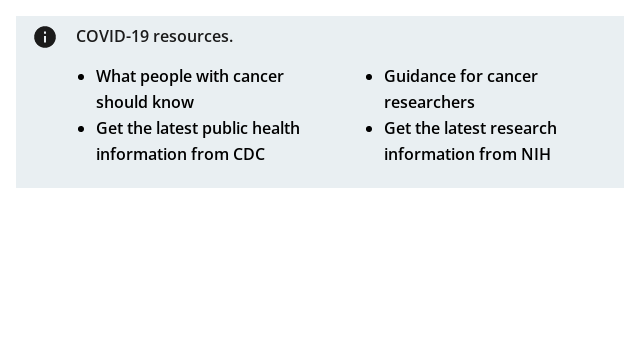 COVID-19 resources.
What people with cancer
should know
Get the latest public health
information from CDC
Guidance for cancer
researchers
Get the latest research
information from NIH